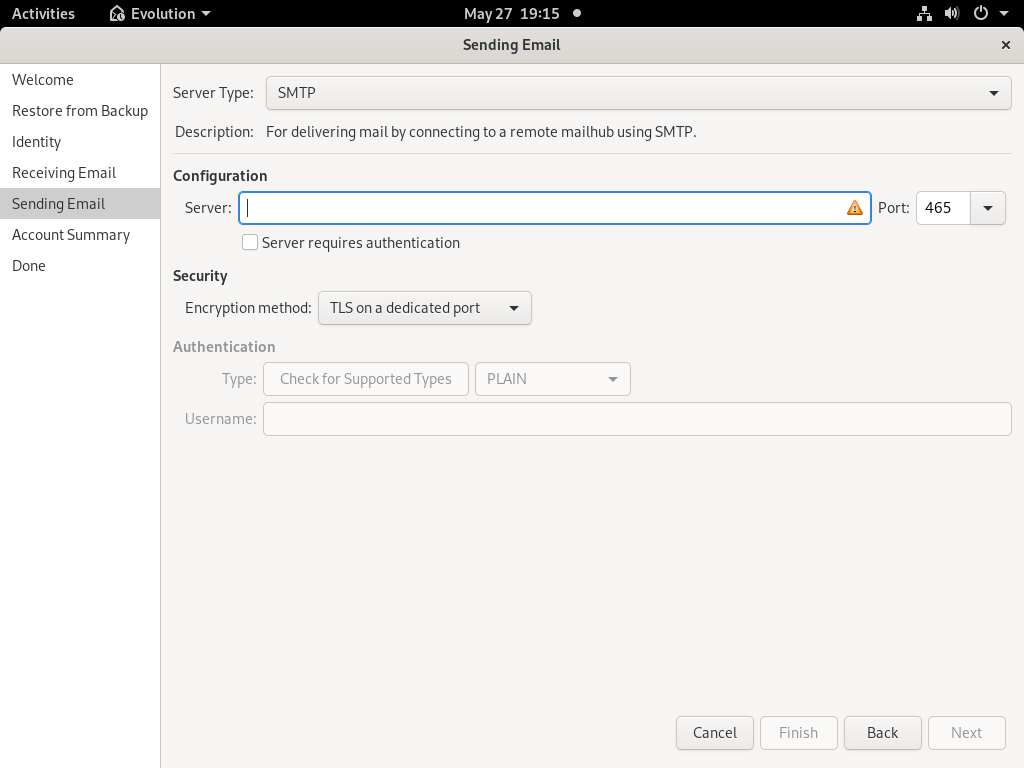 Activities Evolution May 27 19:15
Sending Email
Welcome
Restore from Backup
Identity
Receiving Email
Sending Email
Account Summary
Done
Server Type: SMTP
Description: For delivering mail by connecting to a remote mailhub using SMTP.
Configuration
Server: Port: 465
Server requires authentication
Security
Encryption method: TLS on a dedicated port
Authentication
Type: Check for Supported Types PLAIN
Username:
Cancel Finish Back Next